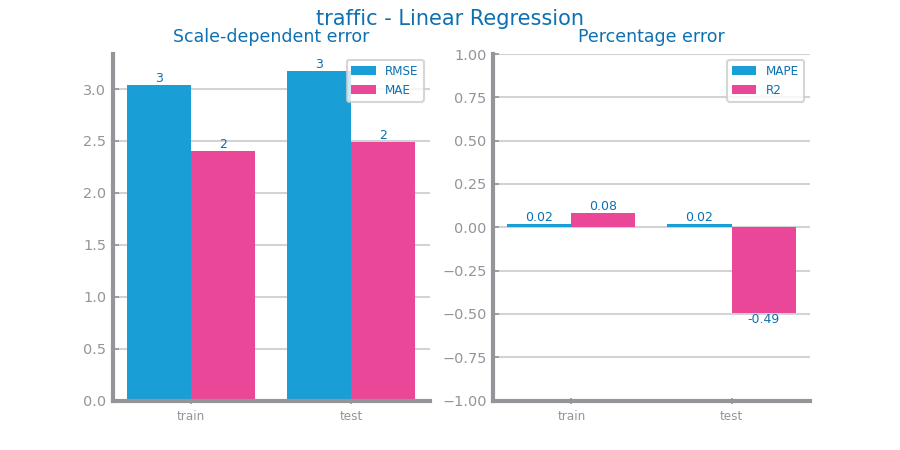 traffic - Linear Regression
Scale-dependent error
3.0
2.5
2.0
1.5
1.0
0.5
0.0
3
2
3
2
RMSE
MAE
train
test
Percentage error
1.00
0.75
0.50
0.25
0.00
−0.25
−0.50
−0.75
−1.00
0.02
0.08
0.02
-0.49
MAPE
R2
train
test